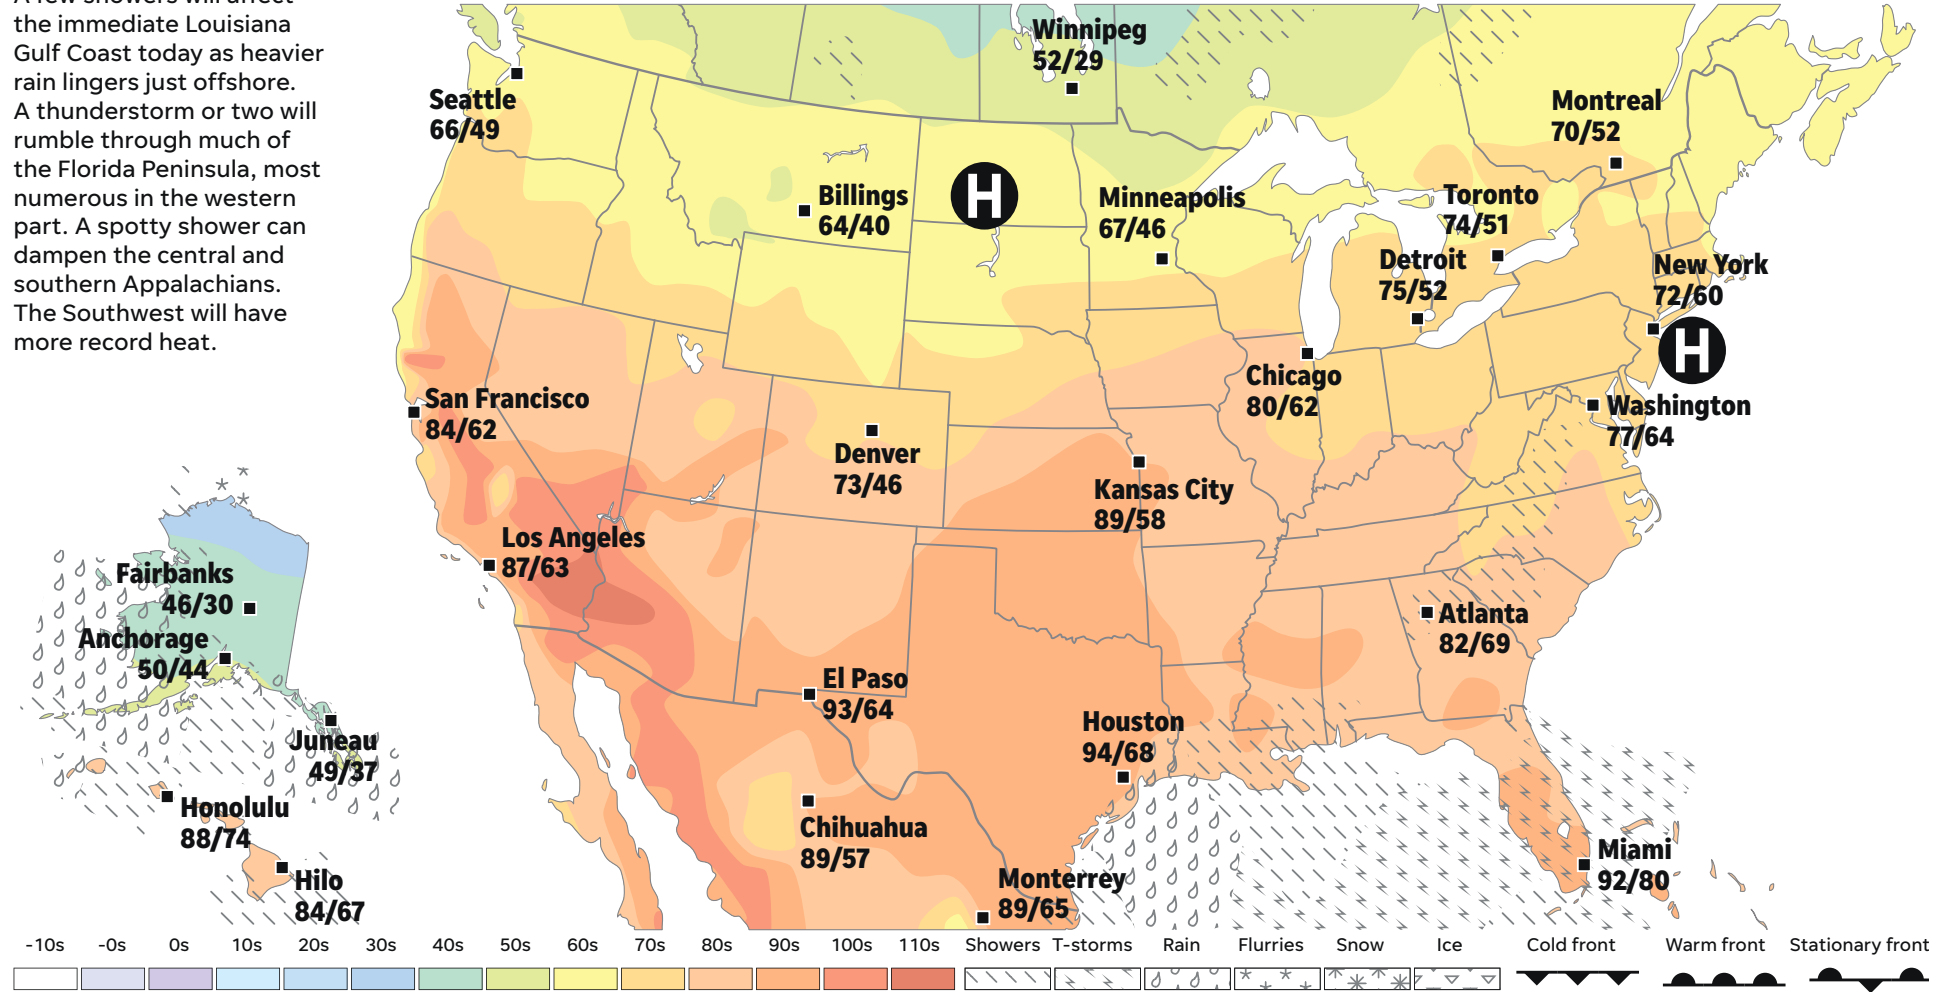 A few showers will affect
the immediate Louisiana
Gulf Coast today as heavier
rain lingers just offshore.
A thunderstorm or two will
rumble through much of
the Florida Peninsula, most
numerous in the western
part. A spotty shower can
dampen the central and
southern Appalachians.
The Southwest will have
more record heat.
Winnipeg
52/29
Seattle
66/49
Montreal
70/52
Billings
64/40
H
Minneapolis
67/46
Toronto
74/51
Detroit
75/52
New York
72/60
H
San Francisco
84/62
Chicago
80/62
Washington
77/64
Denver
73/46
Kansas City
89/58
Los Angeles
87/63
Fairbanks
46/30
Anchorage
50/44
Atlanta
82/69
El Paso
93/64
Houston
94/68
Juneau
49/37
Honolulu
88/74
Chihuahua
89/57
Hilo
84/67
Monterrey
89/65
Miami
92/80
-10s -0s 0s 10s 20s 30s 40s 50s 60s 70s 80s 90s 100s 110s Showers T-storms Rain Flurries Snow Ice Cold front Warm front Stationary front